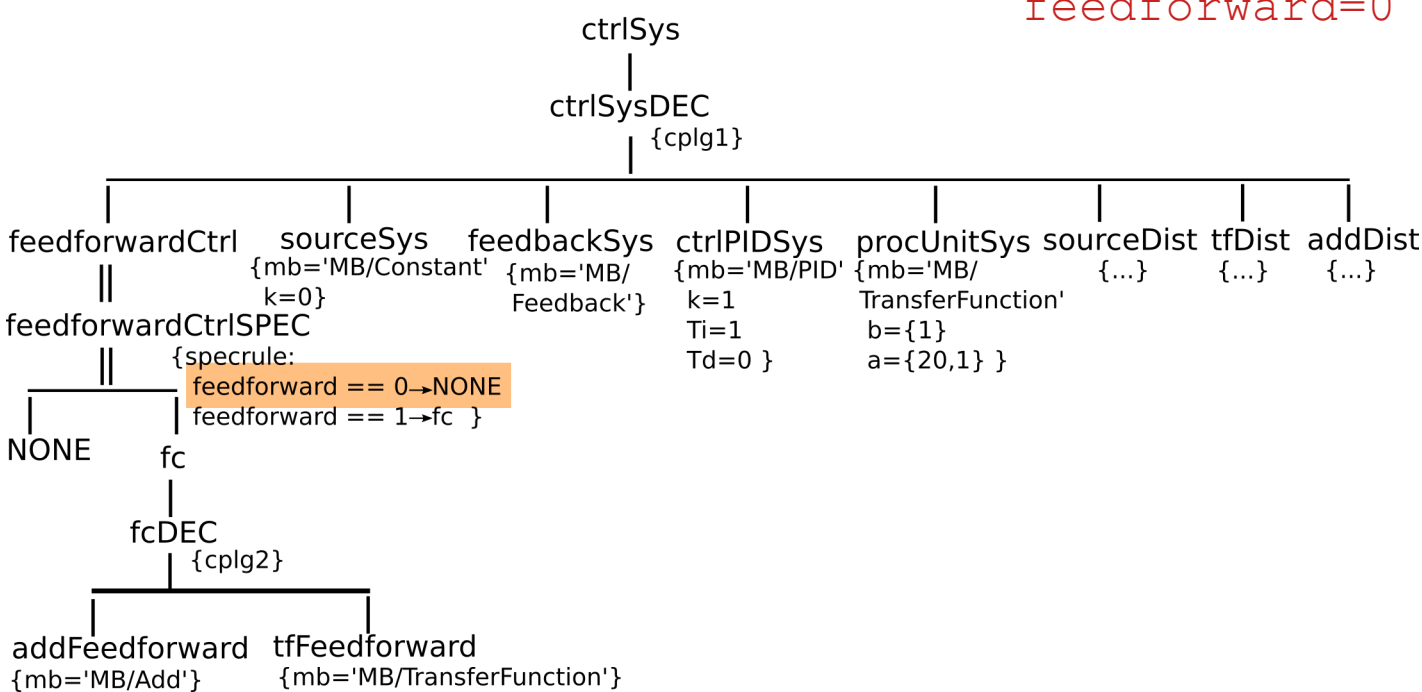 feedforward=0
ctrlSys
ctrlSysDEC
{cplg1}
feedforwardCtrl
sourceSys
{mb='MB/Constant'
k=0}
feedbackSys
{mb='MB/
Feedback'}
ctrlPIDSys
{mb='MB/PID'
k=1
Ti=1
Td=0 }
procUnitSys
{mb='MB/
TransferFunction'
b={1}
a={20,1} }
sourceDist
{...}
tfDist
{...}
addDist
{...}
feedforwardCtrlSPEC
{specrule:
feedforward == 0→NONE
feedforward == 1→fc }
NONE
fc
fcDEC
{cplg2}
addFeedforward
{mb='MB/Add'}
tfFeedforward
{mb='MB/TransferFunction'}